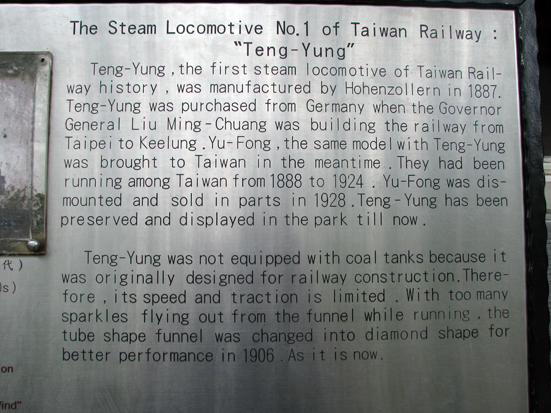 The Steam Locomotive No.1 of Taiwan Railway :
"Teng-Yung"
Teng-Yung ,the first steam locomotive of Taiwan Rail-
way history , was manufactured by Hohenzollern in 1887.
Teng-Yung was purchased from Germany when the Governor
General Liu Ming-Chuang was building the railway from
Taipei to Keelung .Yu-Fong ,the same model with Teng-Yung
was brought to Taiwan in the meantime .They had been
running among Taiwan from 1888 to 1924 . Yu-Fong was dis-
mounted and sold in parts in 1928 .Teng-Yung has been
preserved and displayed in the park till now .
Teng-Yung was not equipped with coal tanks because it
was originally designed for railway construction.There-
fore , its speed and traction is limited . With too many
sparkles flying out from the funnel while running , the
tube shape funnel was changed into diamond shape for
better performance in 1906 .As it is now.
代)
ls)
on
Wind"